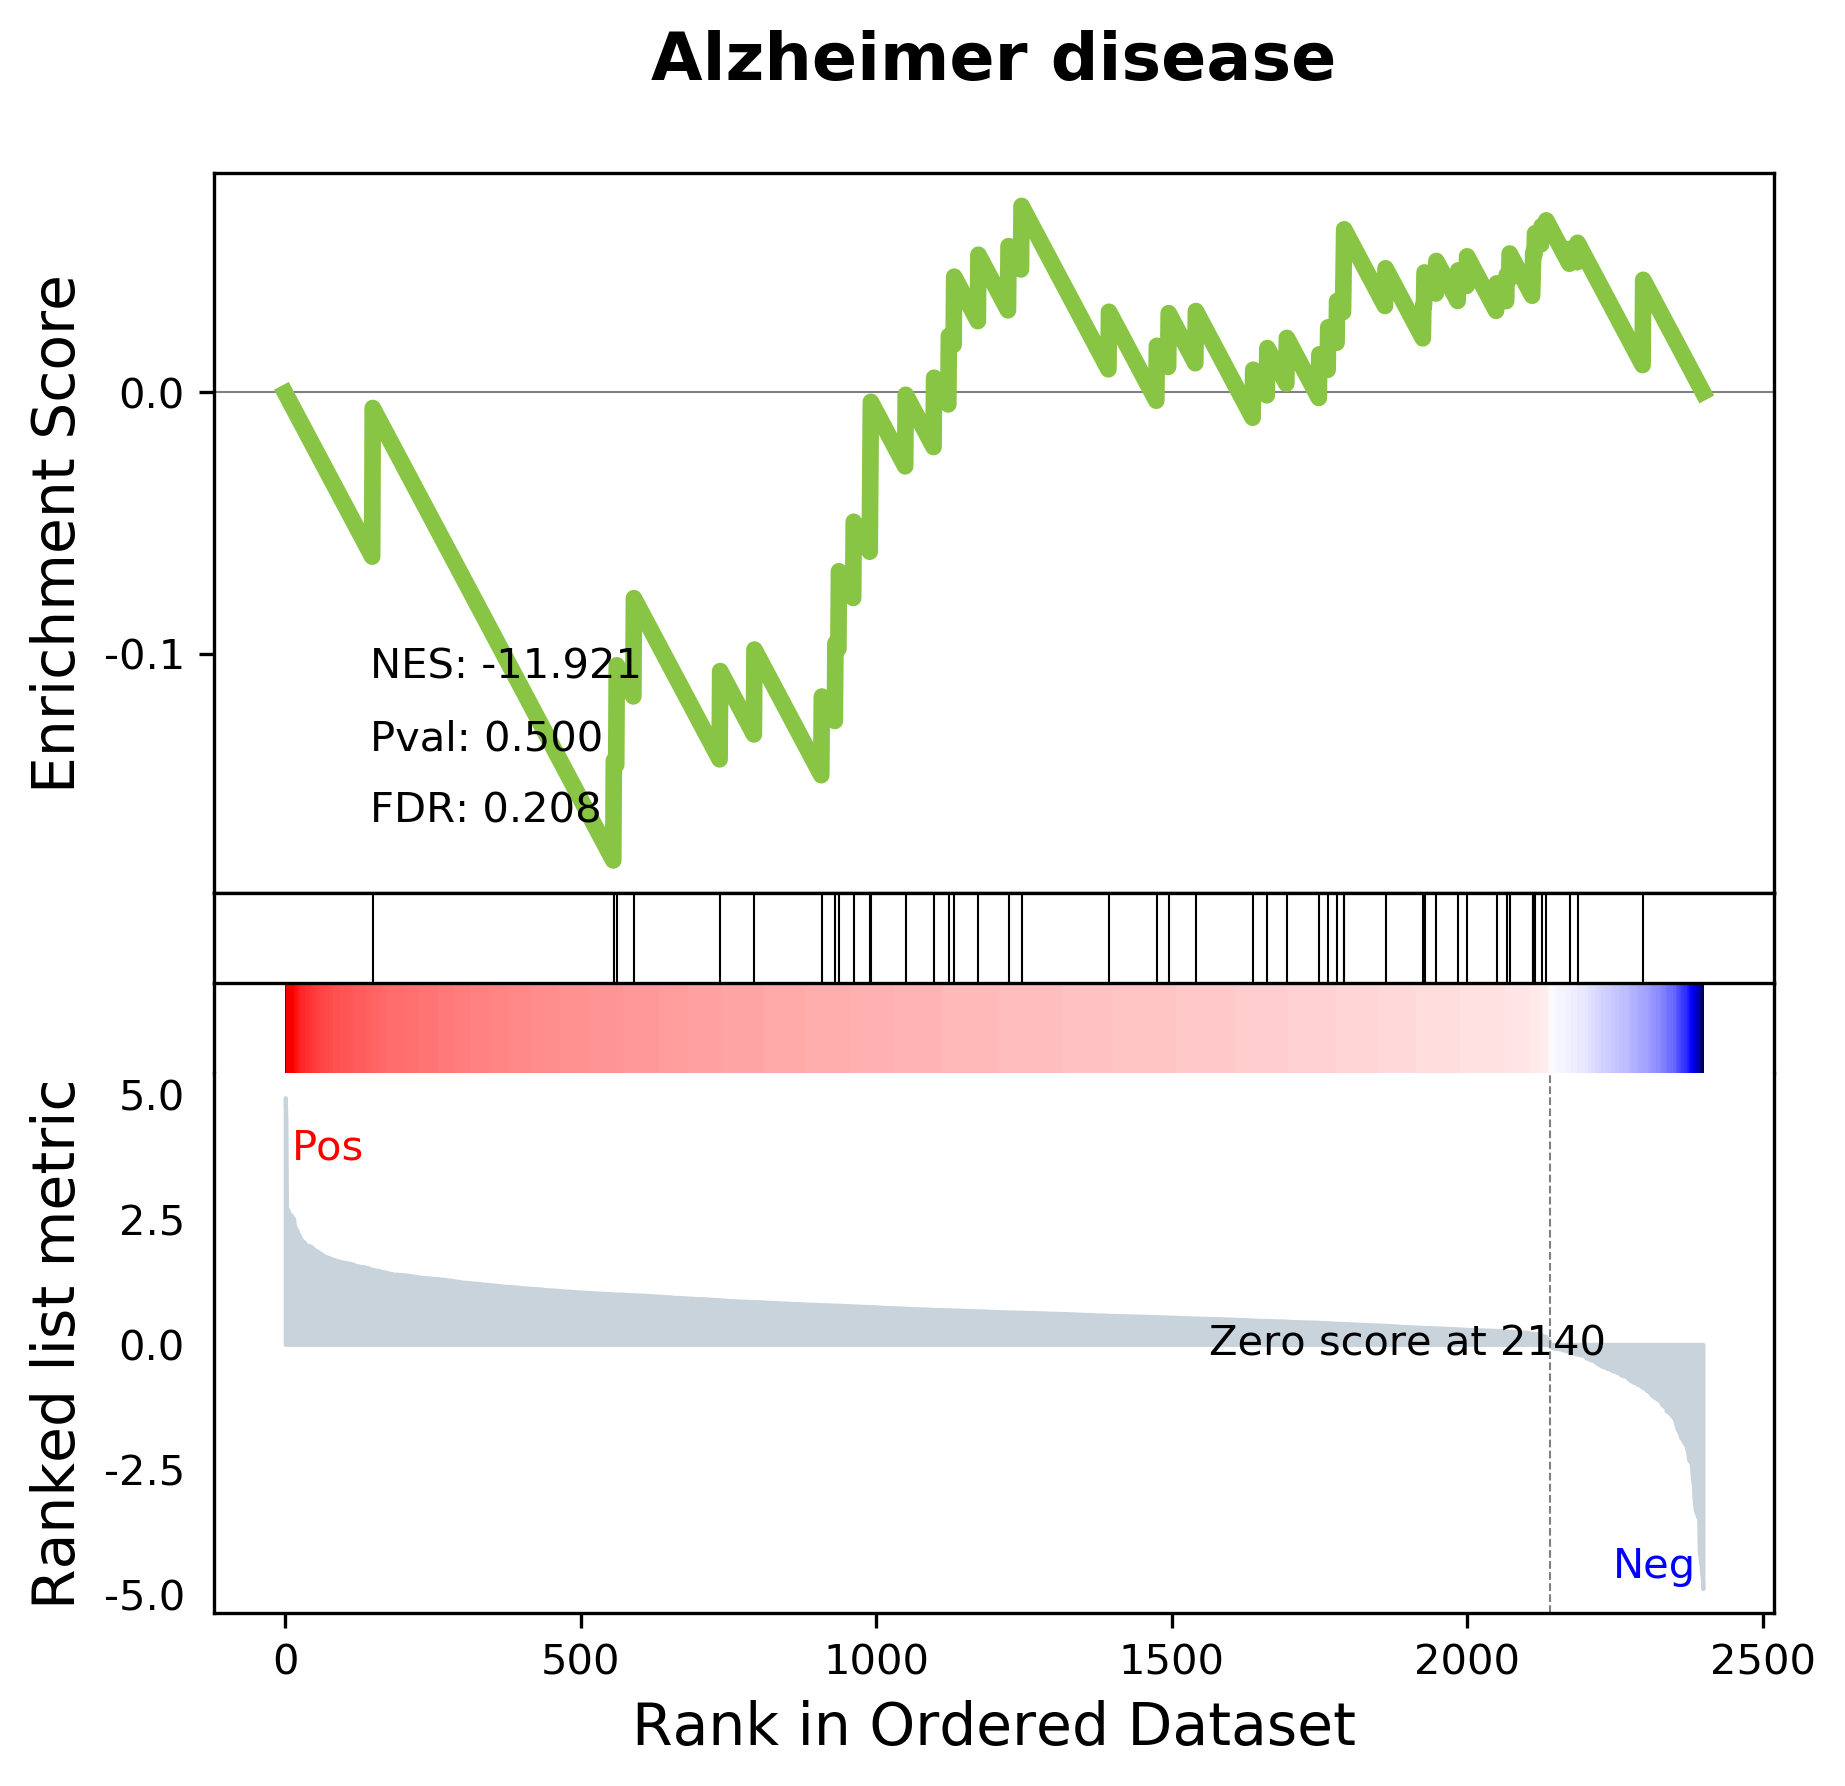 Alzheimer disease
Enrichment Score
0.0
-0.1
NES: -11.921
Pval: 0.500
FDR: 0.208
Ranked list metric
5.0
2.5
0.0
-2.5
-5.0
Pos
Zero score at 2140
Neg
0 500 1000 1500 2000 2500
Rank in Ordered Dataset